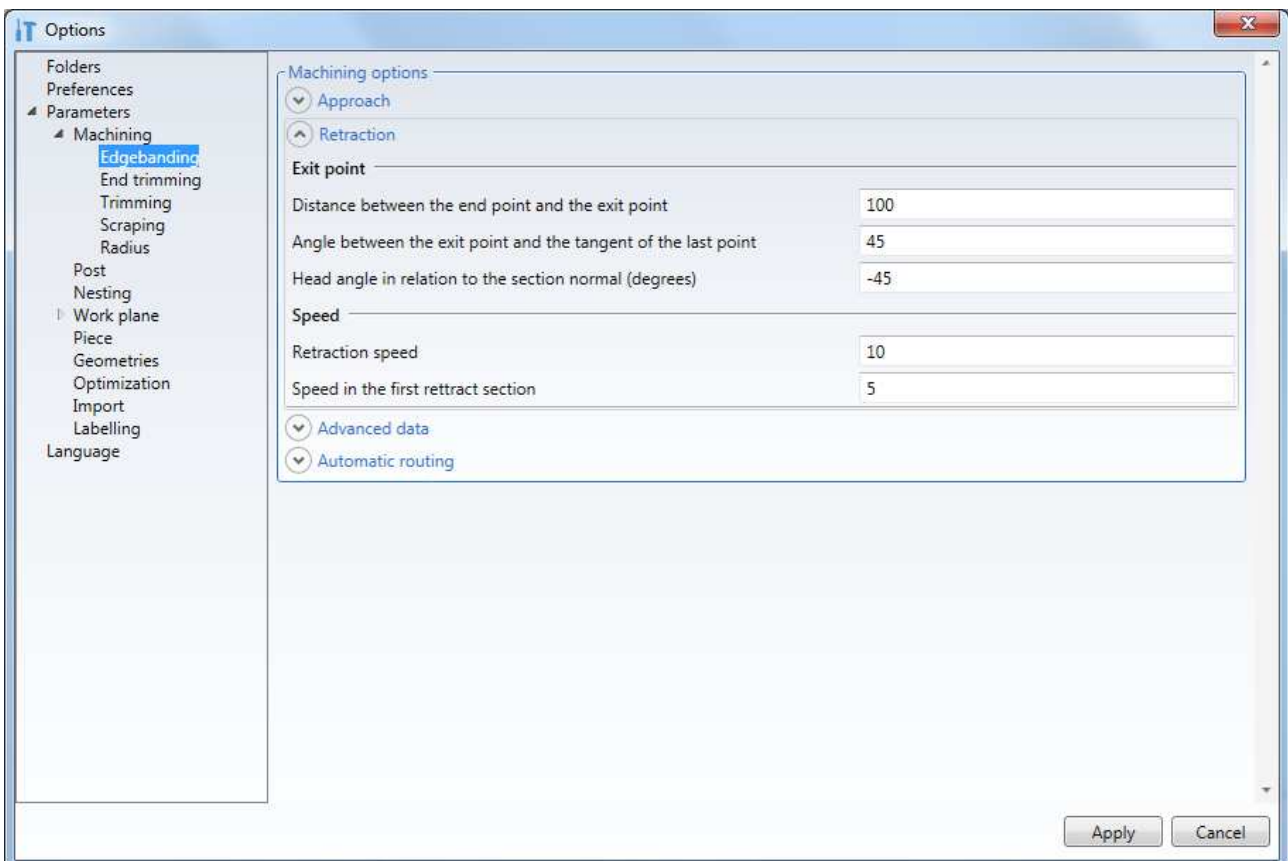 Options
Folders
Preferences
Parameters
Machining
Edgebanding
End trimming
Trimming
Scraping
Radius
Post
Nesting
Work plane
Piece
Geometries
Optimization
Import
Labelling
Language
Machining options
Approach
Retraction
Exit point
Distance between the end point and the exit point 100
Angle between the exit point and the tangent of the last point 45
Head angle in relation to the section normal (degrees) -45
Speed
Retraction speed 10
Speed in the first rettract section 5
Advanced data
Automatic routing
Apply Cancel